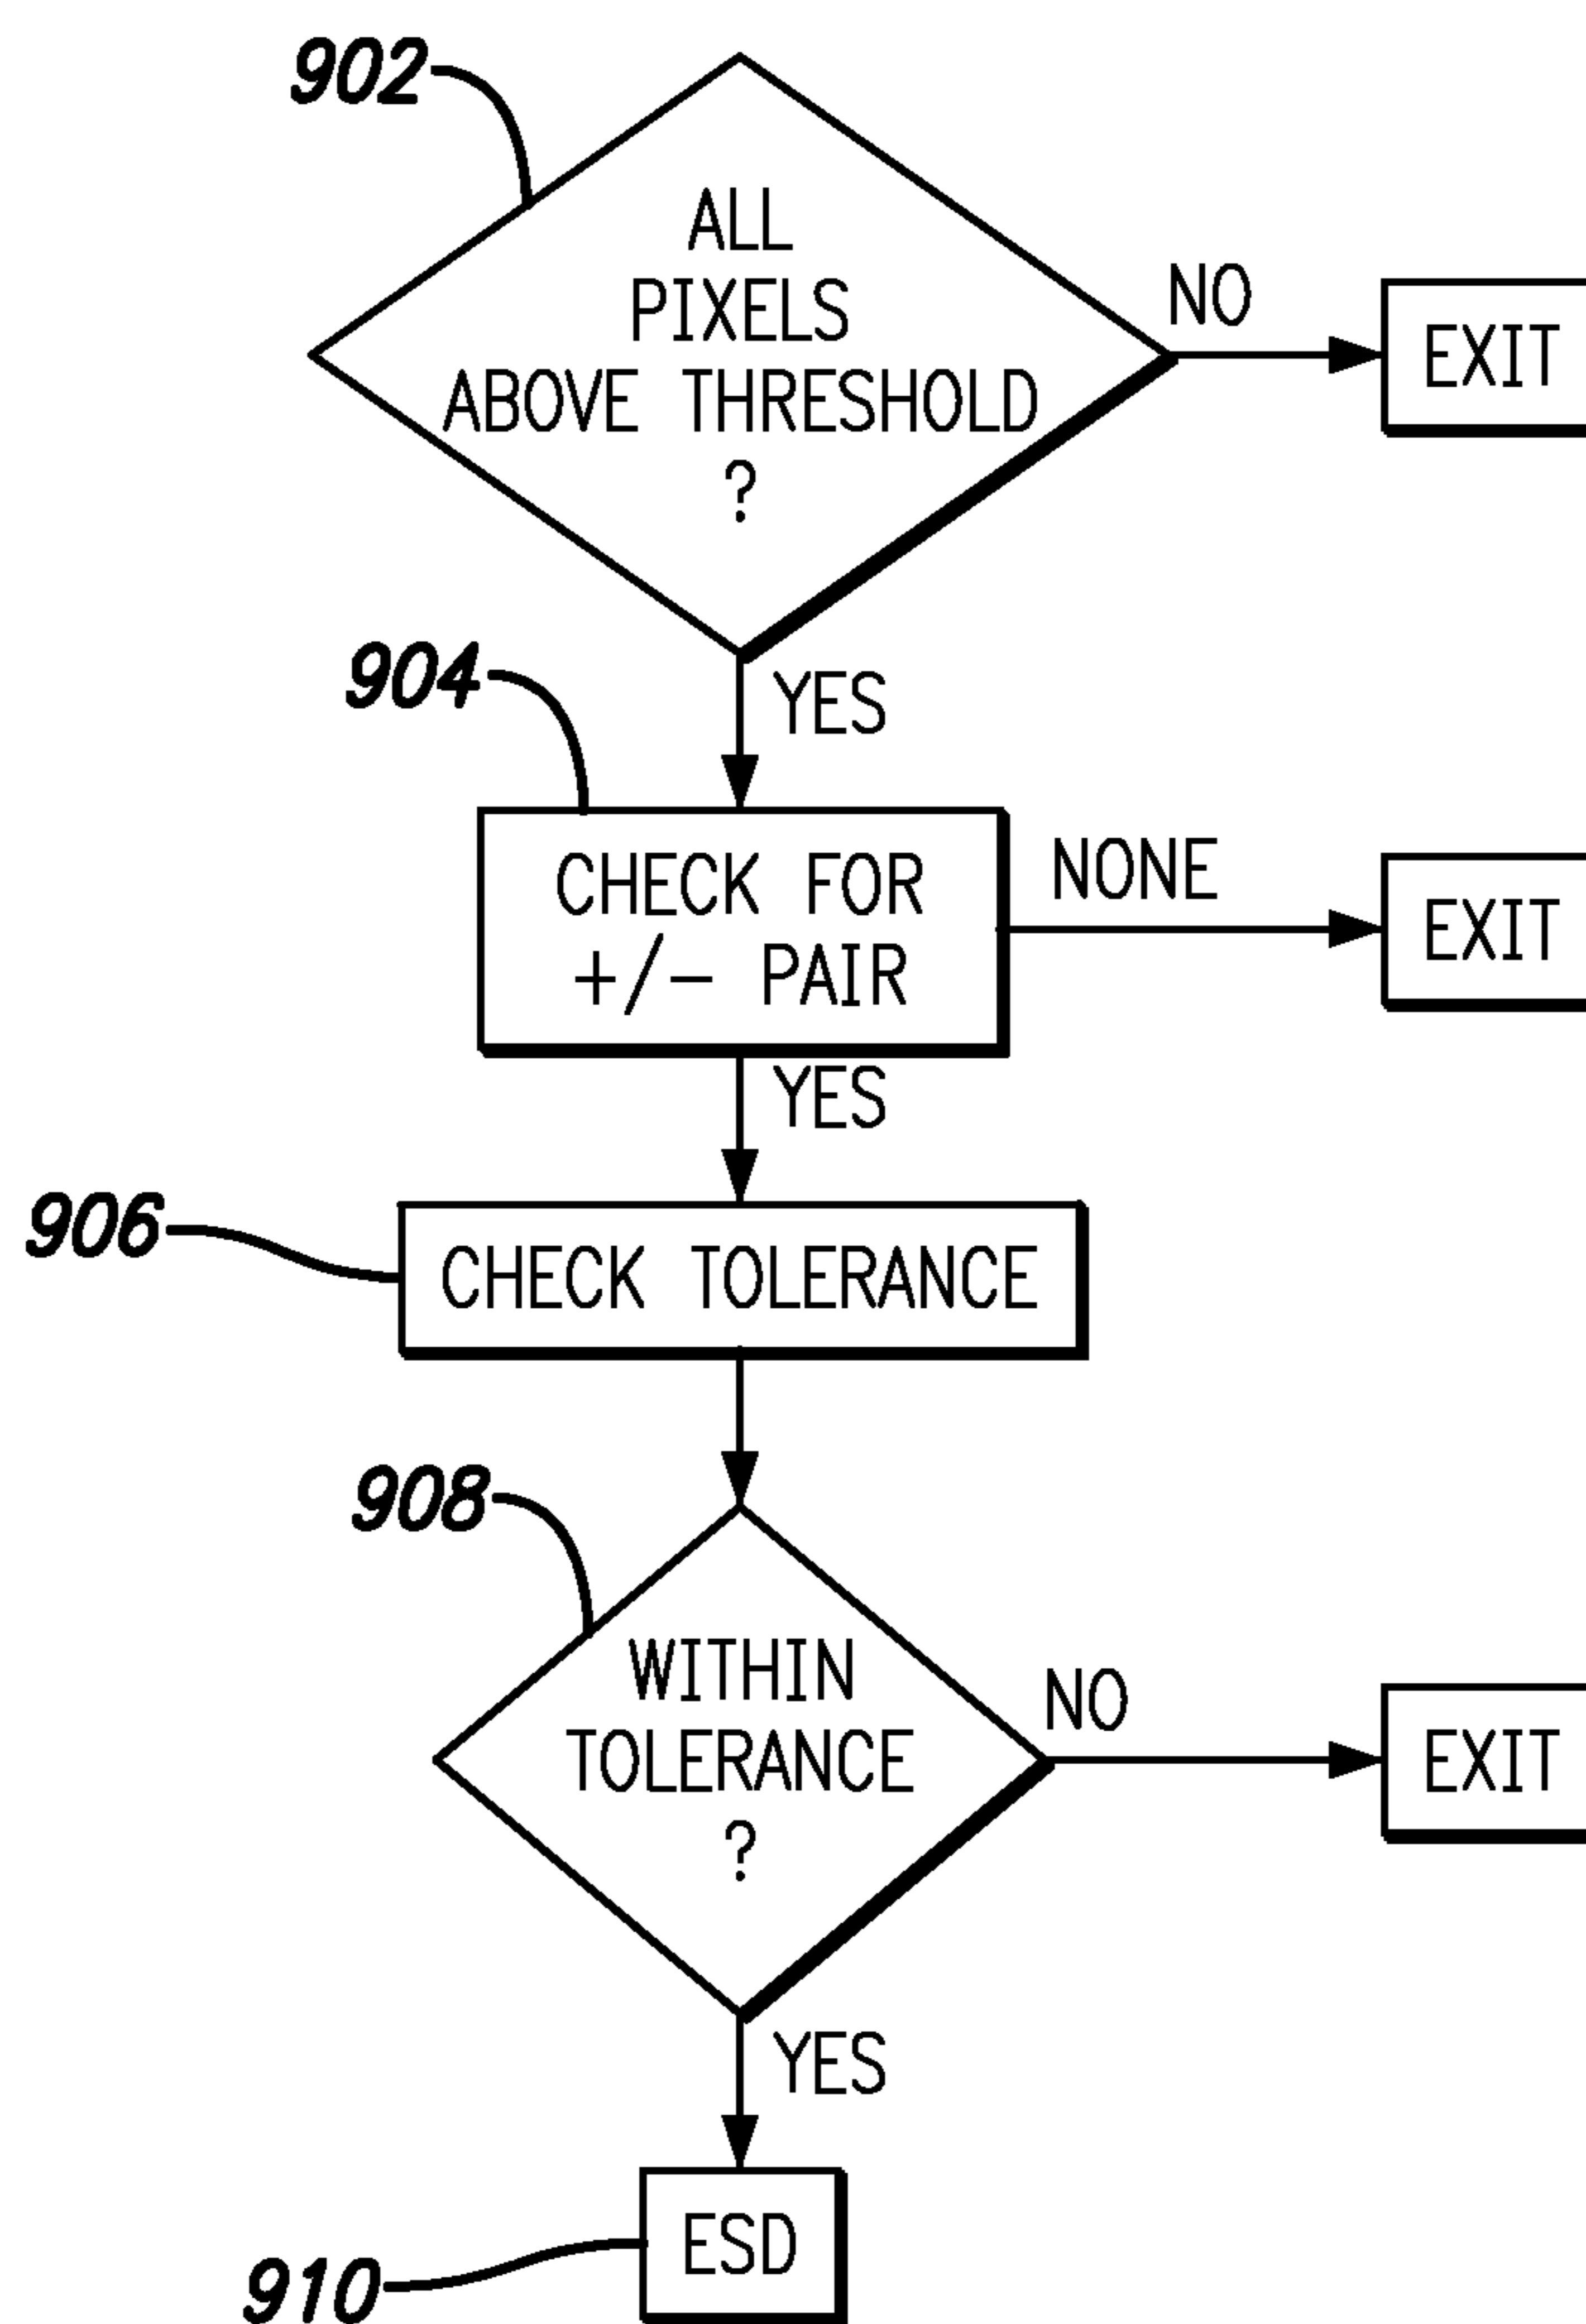 902
ALL
PIXELS
ABOVE THRESHOLD
?
NO
EXIT
YES
904
CHECK FOR
+/- PAIR
NONE
EXIT
YES
906
CHECK TOLERANCE
908
WITHIN
TOLERANCE
?
NO
EXIT
YES
ESD
910